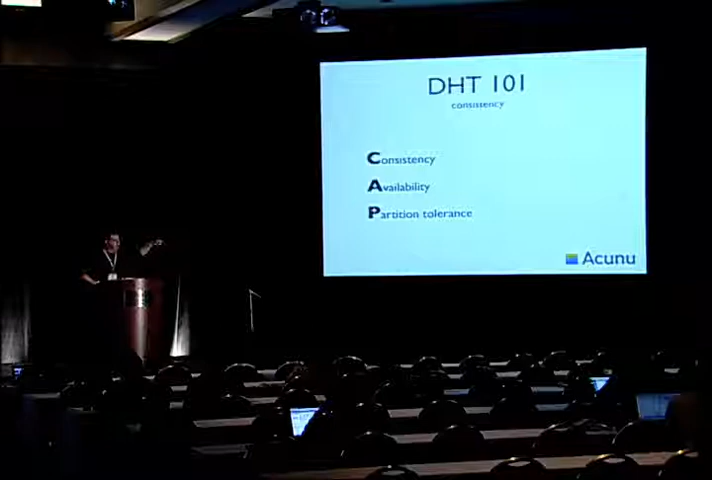 DHT 101
consistency
Consistency
Availability
Partition tolerance
Acunu